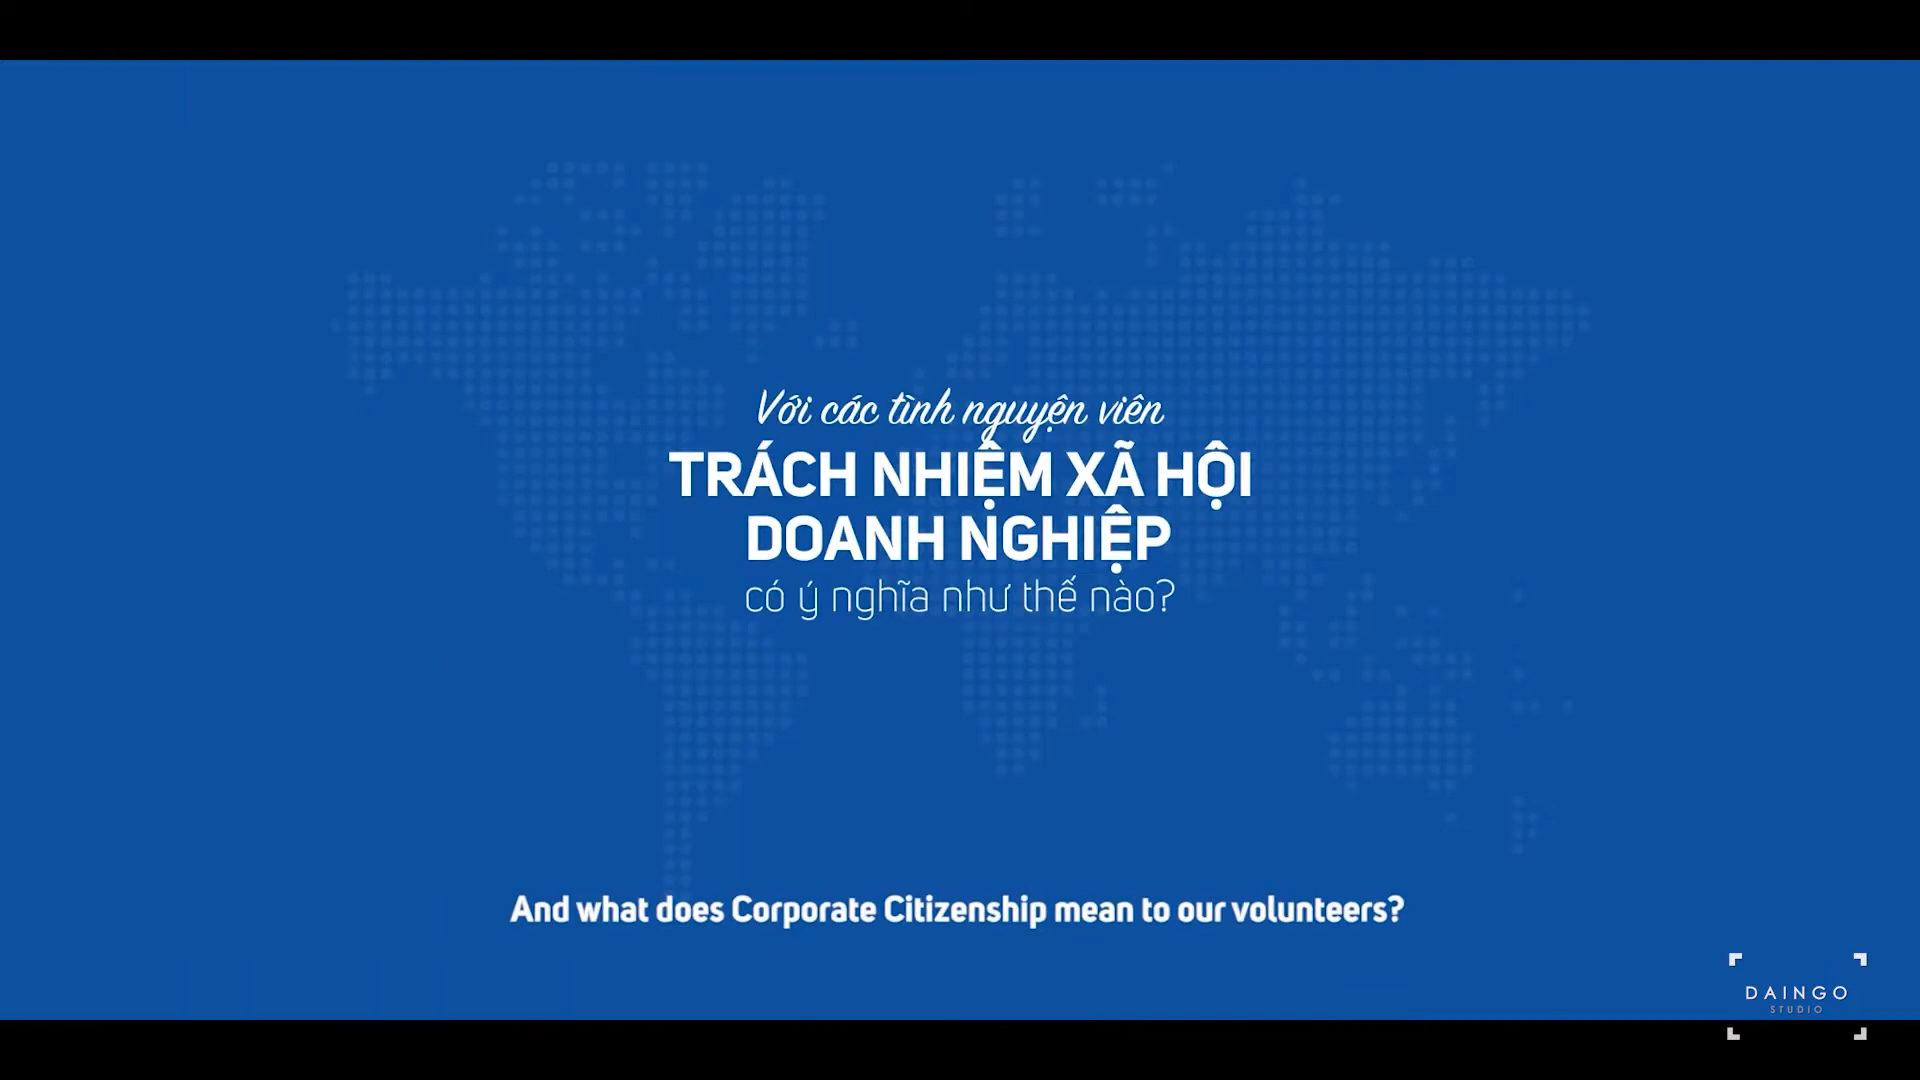 Với các tình nguyện viên
TRÁCH NHIỆM XÃ HỘI
DOANH NGHIỆP
có ý nghĩa như thế nào?
And what does Corporate Citizenship mean to our volunteers?
DAINGO
STUDIO